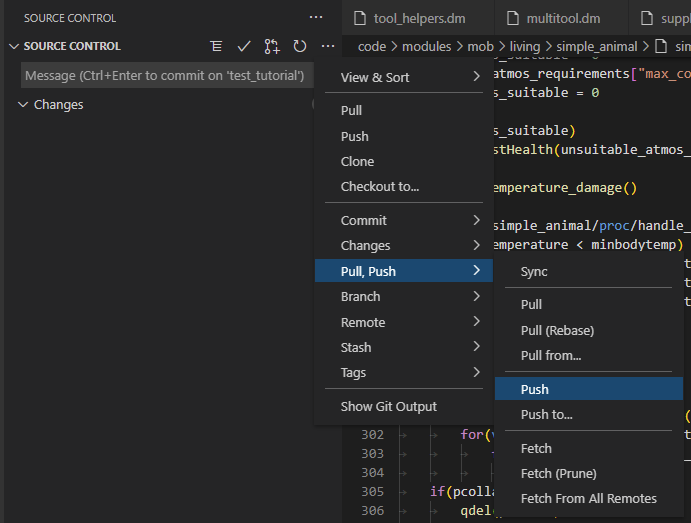 SOURCE CONTROL
tool_helpers.dm
multitool.dm
SOURCE CONTROL
code > modules > mob > living > simple_animal >
Message (Ctrl+Enter to commit on 'test_tutorial')
Changes
View & Sort
Pull
Push
Clone
Checkout to...
Commit
Changes
Pull, Push
Branch
Remote
Stash
Tags
Show Git Output
Sync
Pull
Pull (Rebase)
Pull from...
Push
Push to...
Fetch
Fetch (Prune)
Fetch From All Remotes
atmos_requirements["max_co
s_suitable = 0
s_suitable)
stHealth(unsuitable_atmos_
emperature_damage()
simple_animal/proc/handle_
emperature < minbodytemp)
302 for(
303
304
305 if(pcolla
306 qdel(